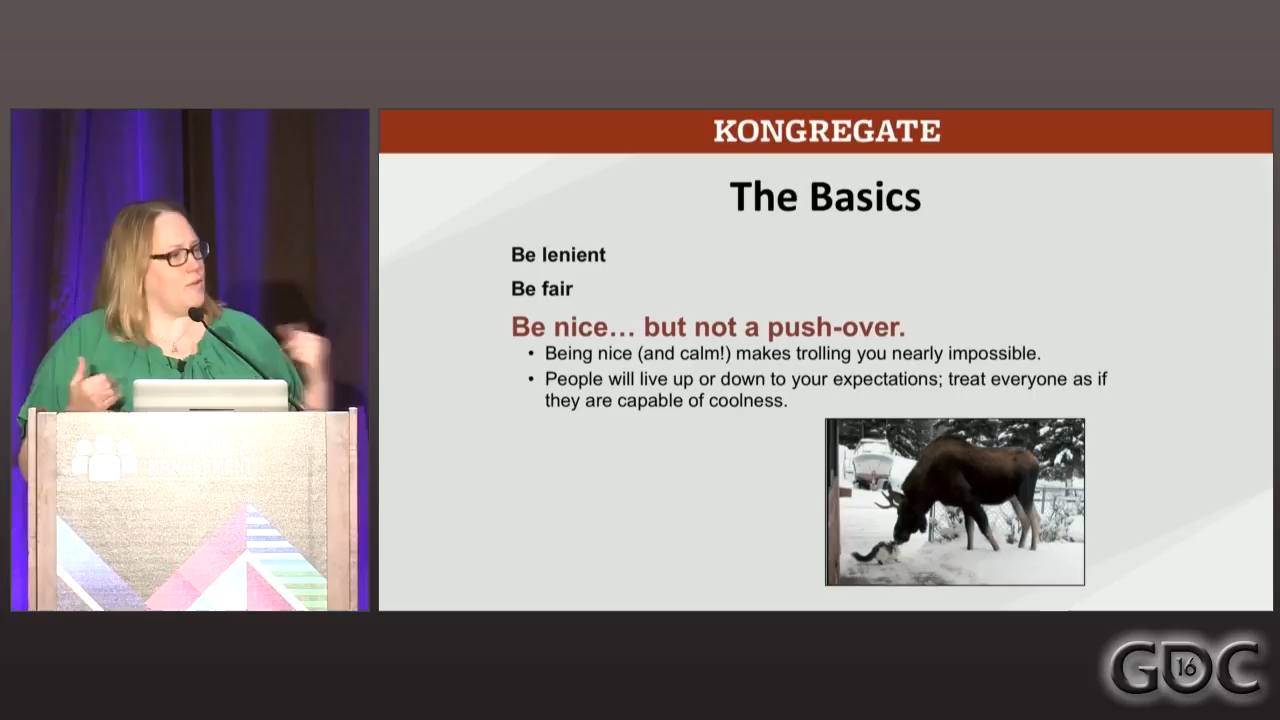 KONGREGATE
The Basics
Be lenient
Be fair
Be nice... but not a push-over.
• Being nice (and calm!) makes trolling you nearly impossible.
• People will live up or down to your expectations; treat everyone as if
they are capable of coolness.
MANAGEMENT
GDC
16